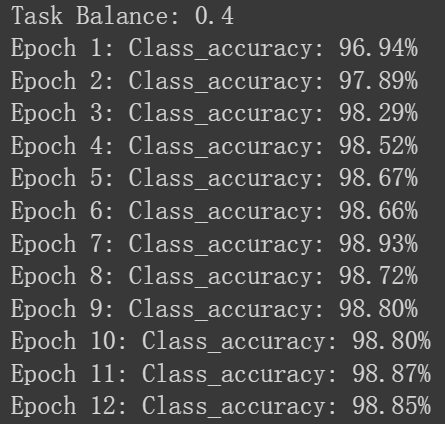 Task Balance: 0.4
Epoch 1: Class_accuracy: 96.94%
Epoch 2: Class_accuracy: 97.89%
Epoch 3: Class_accuracy: 98.29%
Epoch 4: Class_accuracy: 98.52%
Epoch 5: Class_accuracy: 98.67%
Epoch 6: Class_accuracy: 98.66%
Epoch 7: Class_accuracy: 98.93%
Epoch 8: Class_accuracy: 98.72%
Epoch 9: Class_accuracy: 98.80%
Epoch 10: Class_accuracy: 98.80%
Epoch 11: Class_accuracy: 98.87%
Epoch 12: Class_accuracy: 98.85%